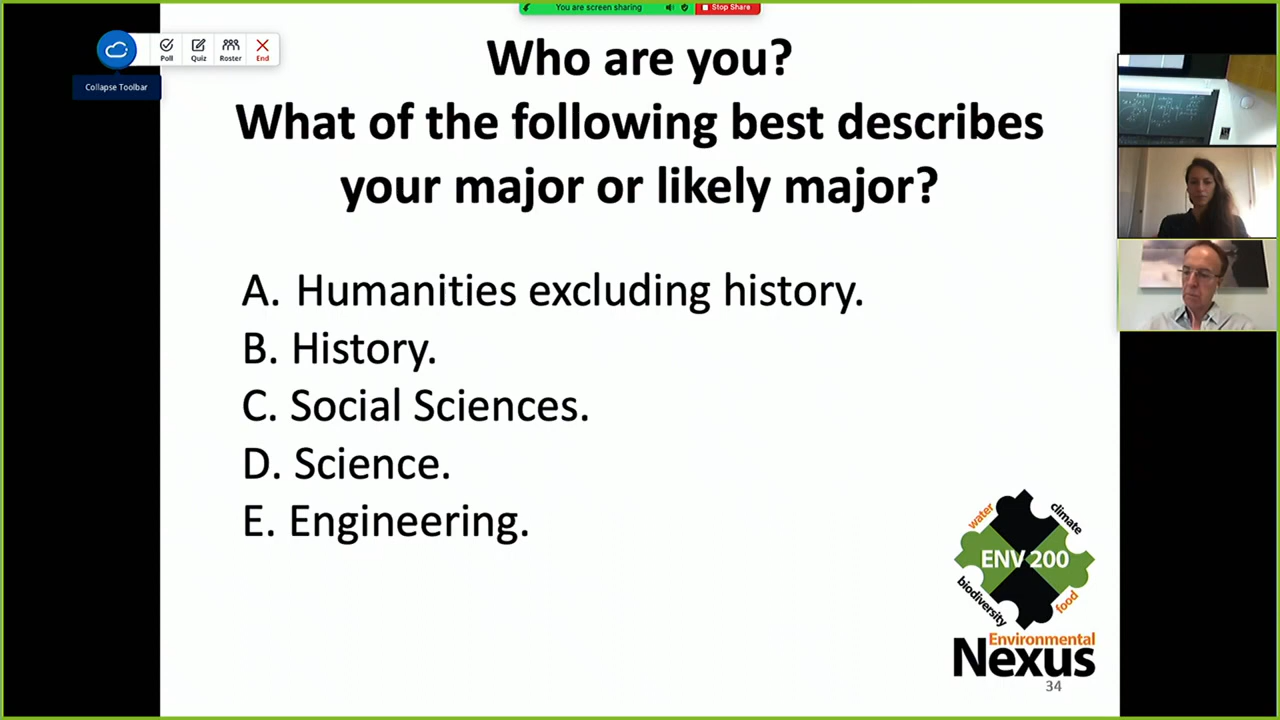 You are screen sharing
Stop Share
Poll
Quiz
Roster
End
Collapse Toolbar
Who are you?
What of the following best describes
your major or likely major?
A. Humanities excluding history.
B. History.
C. Social Sciences.
D. Science.
E. Engineering.
water
climate
ENV 200
biodiversity
food
Environmental
Nexus
34